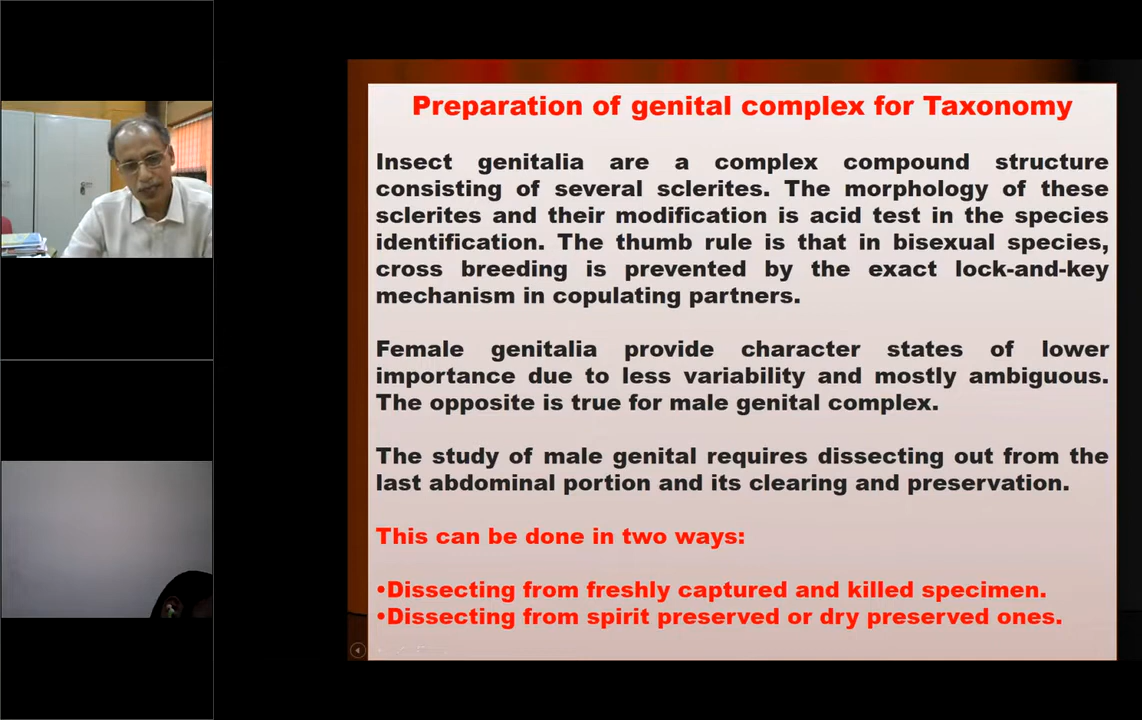 Preparation of genital complex for Taxonomy
Insect genitalia are a complex compound structure
consisting of several sclerites. The morphology of these
sclerites and their modification is acid test in the species
identification. The thumb rule is that in bisexual species,
cross breeding is prevented by the exact lock-and-key
mechanism in copulating partners.
Female genitalia provide character states of lower
importance due to less variability and mostly ambiguous.
The opposite is true for male genital complex.
The study of male genital requires dissecting out from the
last abdominal portion and its clearing and preservation.
This can be done in two ways:
•Dissecting from freshly captured and killed specimen.
•Dissecting from spirit preserved or dry preserved ones.